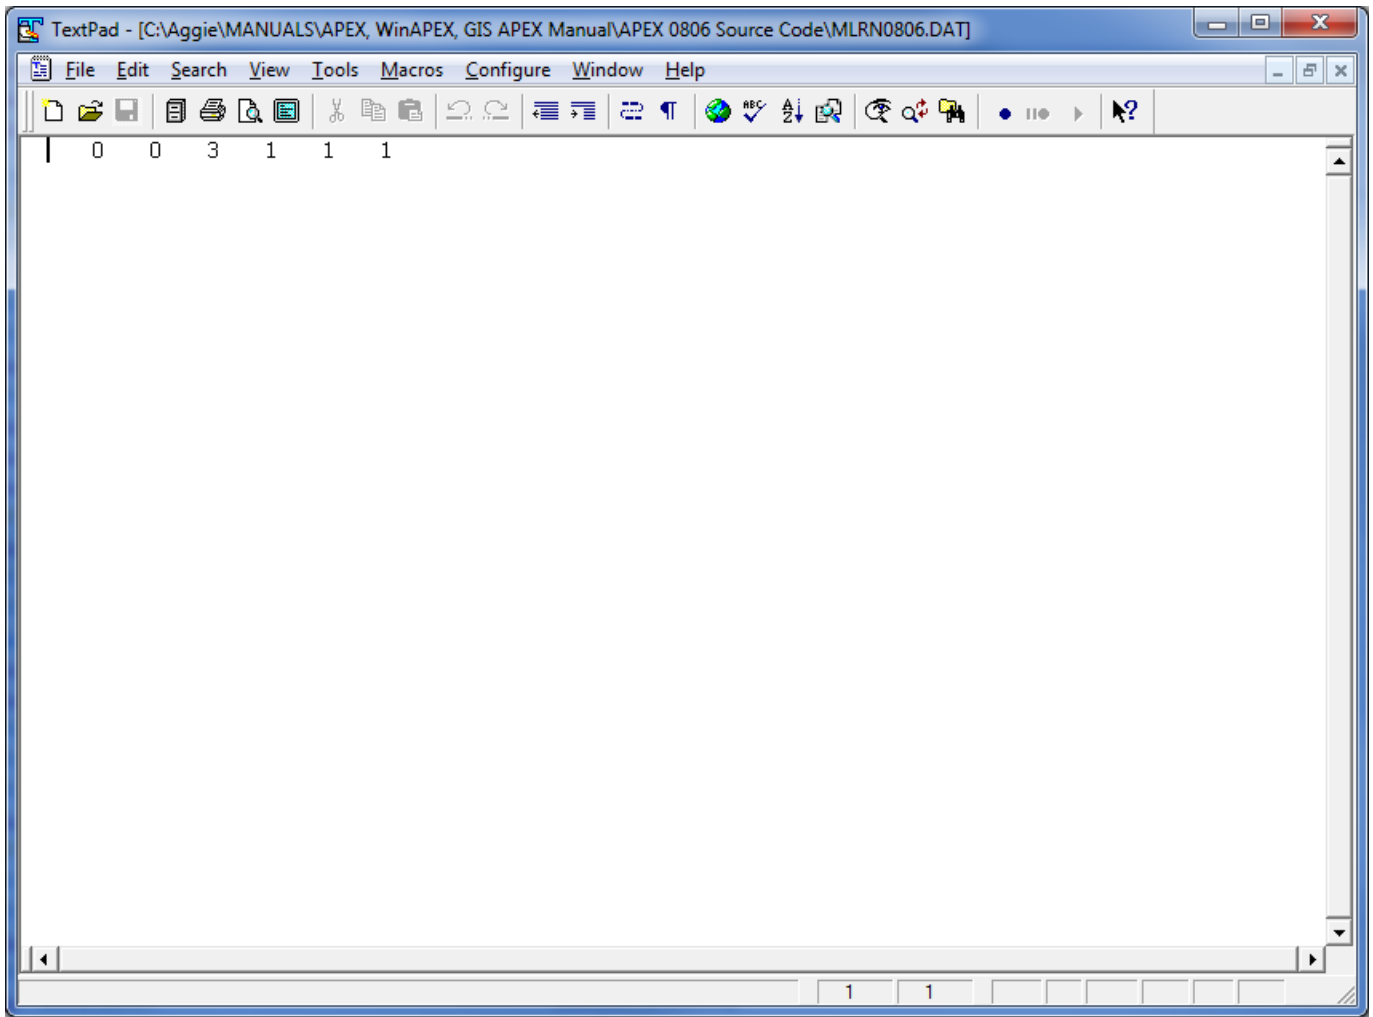 TextPad - [C:\Aggie\MANUALS\APEX, WinAPEX, GIS APEX Manual\APEX 0806 Source Code\MLRN0806.DAT]
File Edit Search View Tools Macros Configure Window Help
0 0 3 1 1 1
1 1